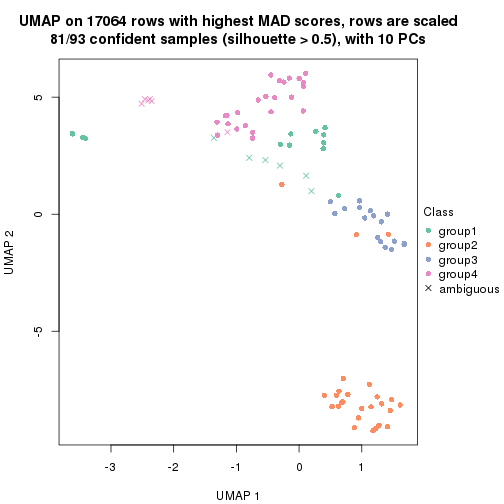 UMAP on 17064 rows with highest MAD scores, rows are scaled
81/93 confident samples (silhouette > 0.5), with 10 PCs
5
0
-5
UMAP 2
-3
-2
-1
0
1
UMAP 1
Class
group1
group2
group3
group4
ambiguous